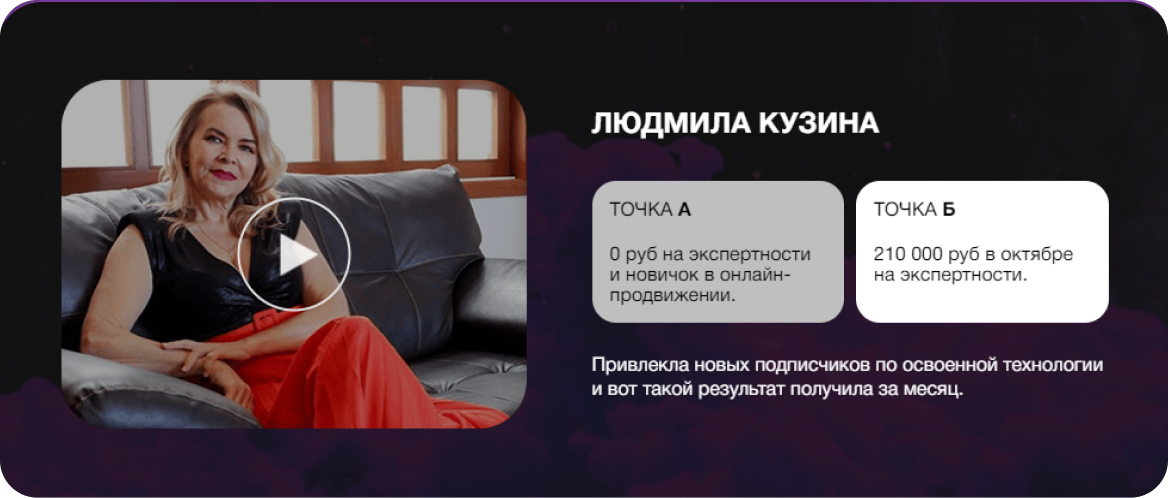 ЛЮДМИЛА КУЗИНА
ТОЧКА А
0 руб на экспертности
и новичок в онлайн-
продвижении.
ТОЧКА Б
210 000 руб в октябре
на экспертности.
Привлекла новых подписчиков по освоенной технологии
и вот такой результат получила за месяц.